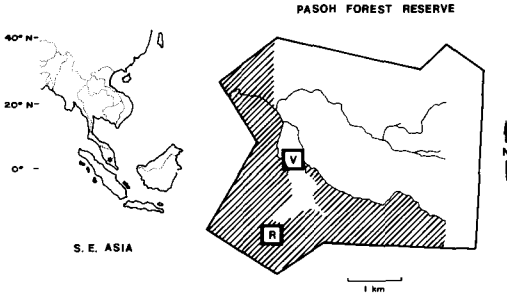 PASOH FOREST RESERVE
40° N
20° N
0°
V
R
N
S. E. ASIA
1 km